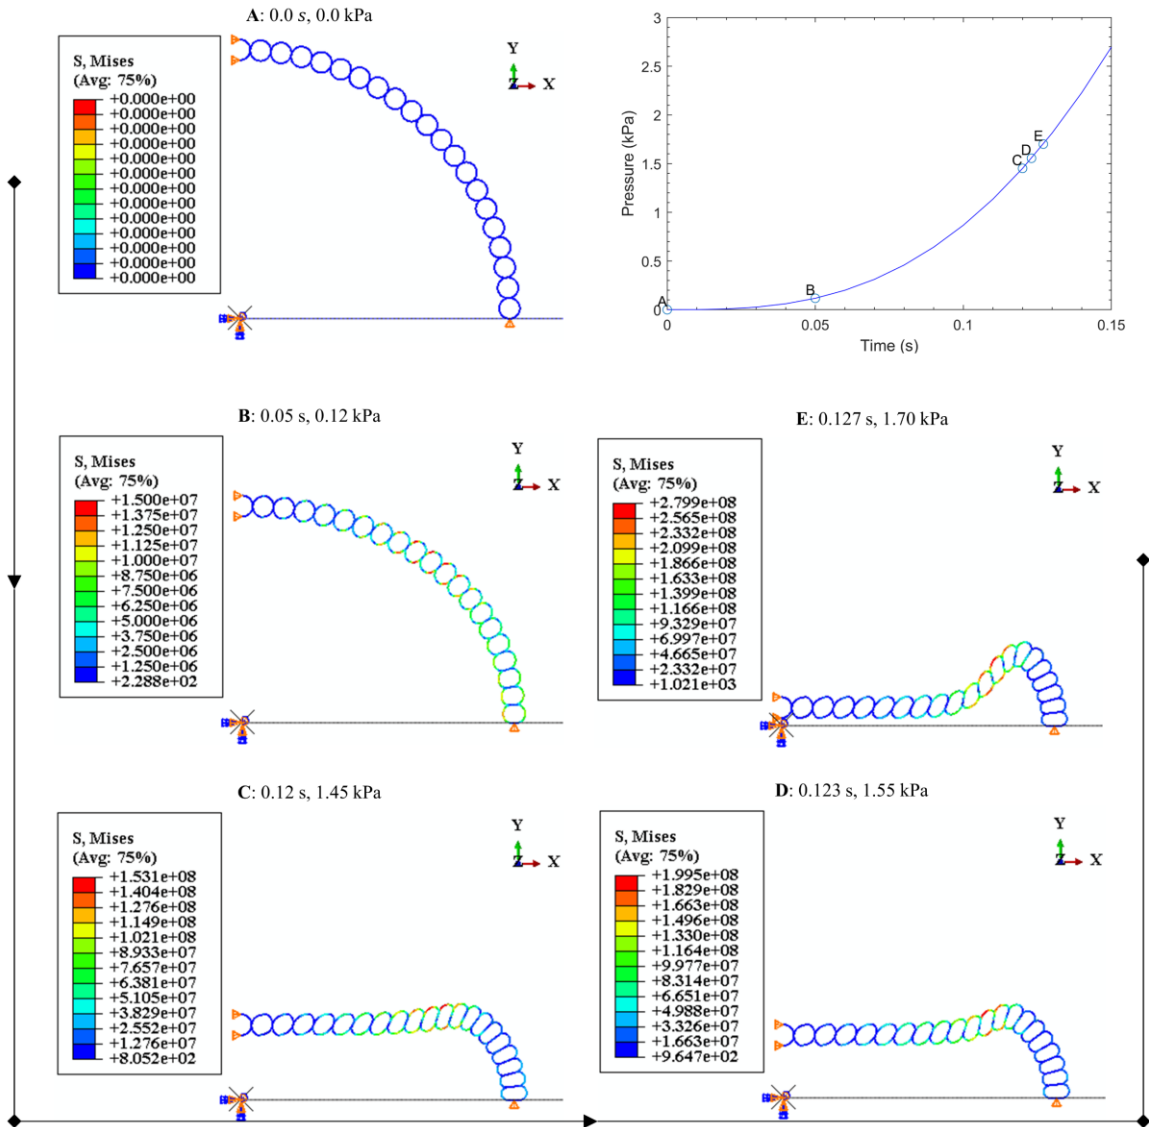 A: 0.0 s, 0.0 kPa
S, Mises
(Avg: 75%)
+0.000e+00
+0.000e+00
+0.000e+00
+0.000e+00
+0.000e+00
+0.000e+00
+0.000e+00
+0.000e+00
+0.000e+00
+0.000e+00
+0.000e+00
+0.000e+00
+0.000e+00
Y
Z X
3
2.5
2
1.5
1
0.5
0
Pressure (kPa)
A
B
C
D
E
0 0.05 0.1 0.15
Time (s)
B: 0.05 s, 0.12 kPa
S, Mises
(Avg: 75%)
+1.500e+07
+1.375e+07
+1.250e+07
+1.125e+07
+1.000e+07
+8.750e+06
+7.500e+06
+6.250e+06
+5.000e+06
+3.750e+06
+2.500e+06
+1.250e+06
+2.288e+02
Y
Z X
E: 0.127 s, 1.70 kPa
S, Mises
(Avg: 75%)
+2.799e+08
+2.565e+08
+2.332e+08
+2.099e+08
+1.866e+08
+1.633e+08
+1.399e+08
+1.166e+08
+9.329e+07
+6.997e+07
+4.665e+07
+2.332e+07
+1.021e+03
Y
Z X
C: 0.12 s, 1.45 kPa
S, Mises
(Avg: 75%)
+1.531e+08
+1.404e+08
+1.276e+08
+1.149e+08
+1.021e+08
+8.933e+07
+7.657e+07
+6.381e+07
+5.105e+07
+3.829e+07
+2.552e+07
+1.276e+07
+8.052e+02
Y
Z X
D: 0.123 s, 1.55 kPa
S, Mises
(Avg: 75%)
+1.995e+08
+1.829e+08
+1.663e+08
+1.496e+08
+1.330e+08
+1.164e+08
+9.977e+07
+8.314e+07
+6.651e+07
+4.988e+07
+3.326e+07
+1.663e+07
+9.647e+02
Y
Z X